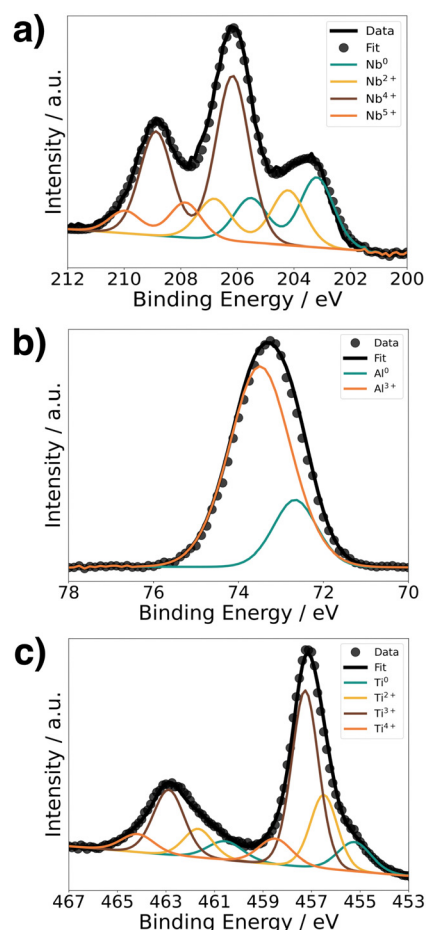 a)
Data
Fit
Nb⁰
Nb²⁺
Nb⁴⁺
Nb⁵⁺
Intensity / a.u.
212 210 208 206 204 202 200
Binding Energy / eV
b)
Data
Fit
Al⁰
Al³⁺
Intensity / a.u.
78 76 74 72 70
Binding Energy / eV
c)
Data
Fit
Ti⁰
Ti²⁺
Ti³⁺
Ti⁴⁺
Intensity / a.u.
467 465 463 461 459 457 455 453
Binding Energy / eV